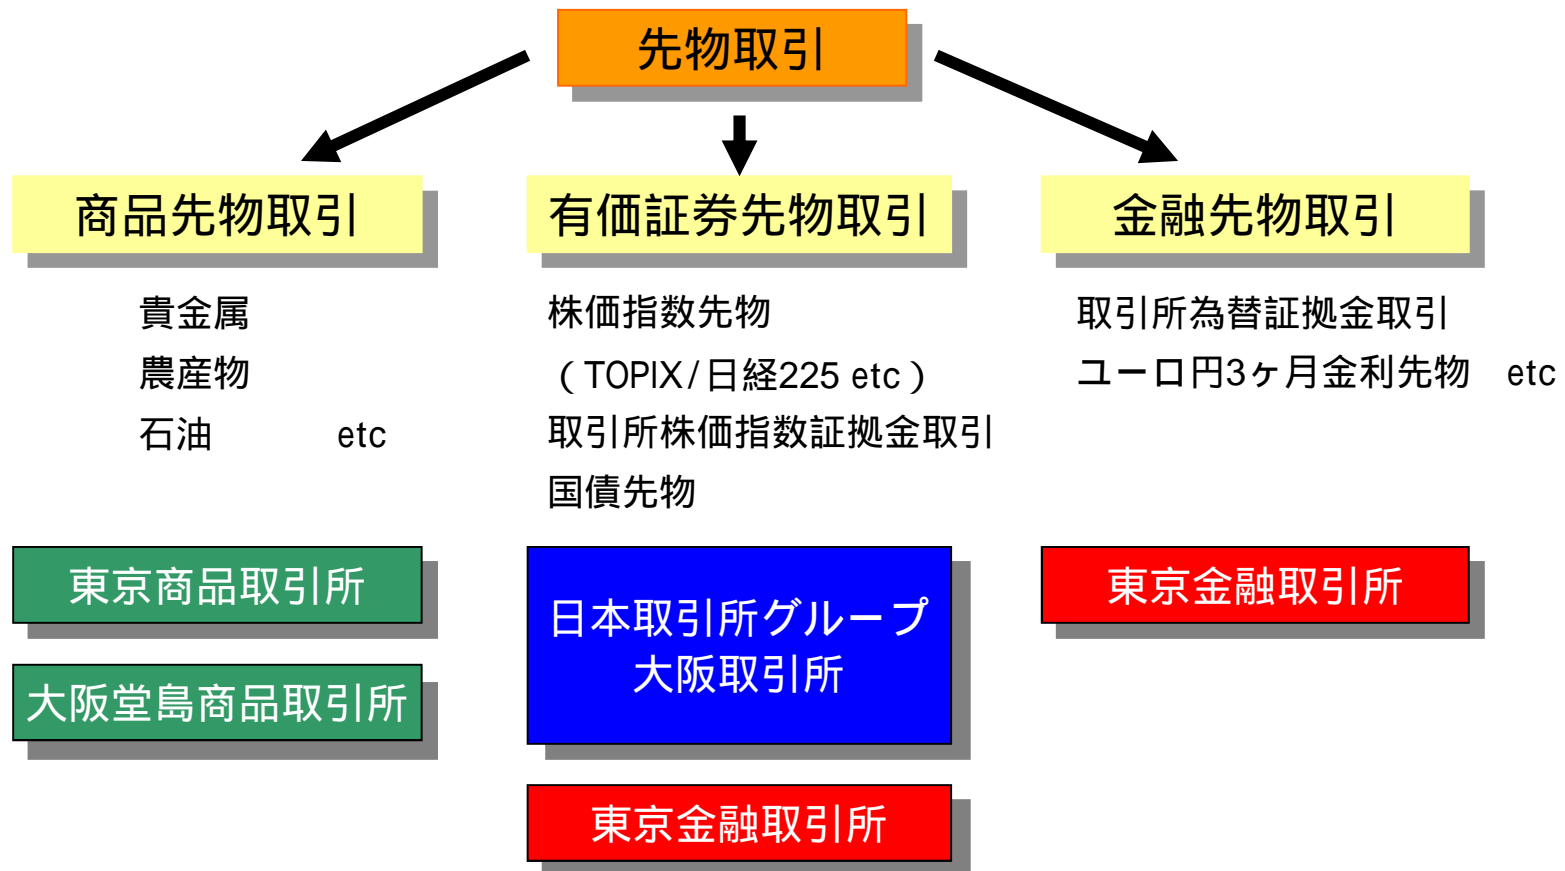 先物取引
商品先物取引
貴金属
農産物
石油　　　etc
有価証券先物取引
株価指数先物
（TOPIX/日経225 etc）
取引所株価指数証拠金取引
国債先物
金融先物取引
取引所為替証拠金取引
ユーロ円3ヶ月金利先物　etc
東京商品取引所
大阪堂島商品取引所
日本取引所グループ
大阪取引所
東京金融取引所
東京金融取引所